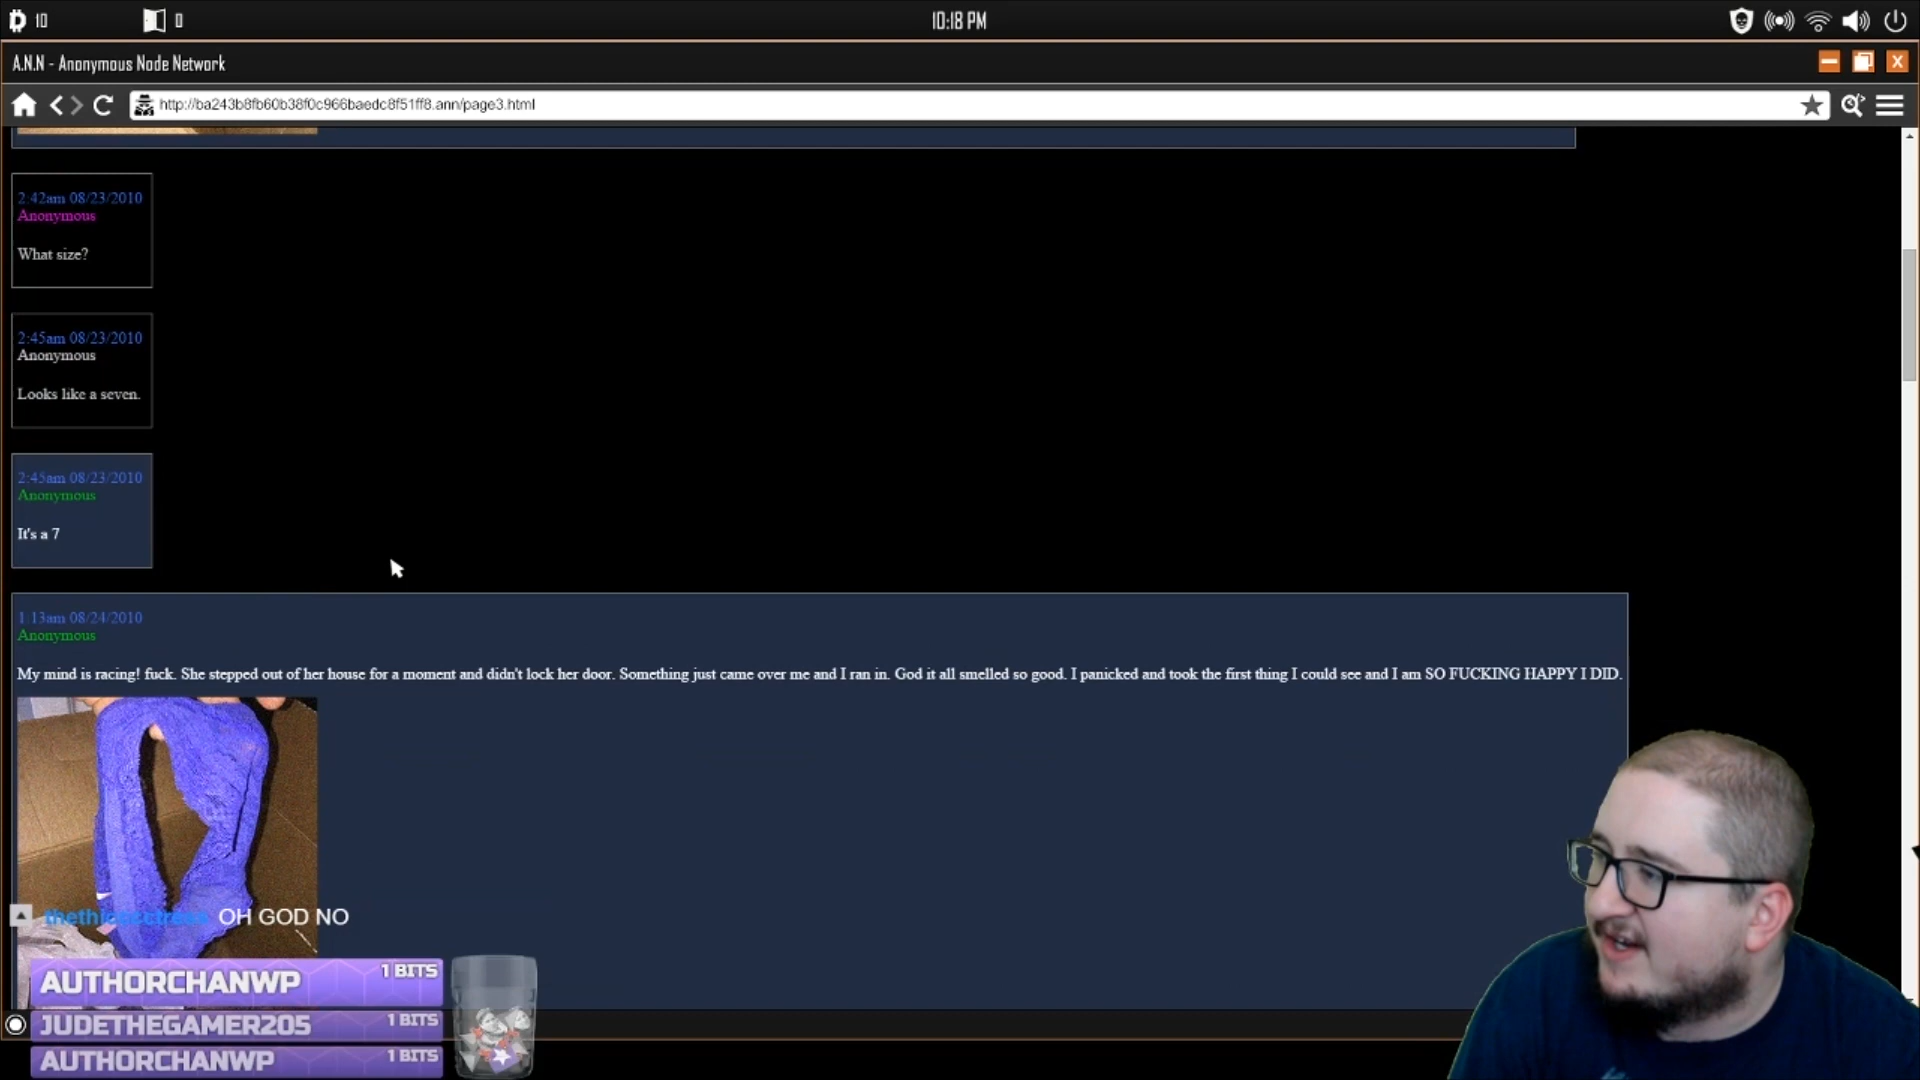 10
0
10:18 PM
A.N.N - Anonymous Node Network
http://ba243b8fb60b38f0c966baedc8f51ff8.ann/page3.html
2:42am 08/23/2010
Anonymous
What size?
2:45am 08/23/2010
Anonymous
Looks like a seven.
2:45am 08/23/2010
Anonymous
It's a 7
1:13am 08/24/2010
Anonymous
My mind is racing! fuck. She stepped out of her house for a moment and didn't lock her door. Something just came over me and I ran in. God it all smelled so good. I panicked and took the first thing I could see and I am SO FUCKING HAPPY I DID.
OH GOD NO
AUTHORCHANWP 1 BITS
JUDETHEGAMER205 1 BITS
AUTHORCHANWP 1 BITS